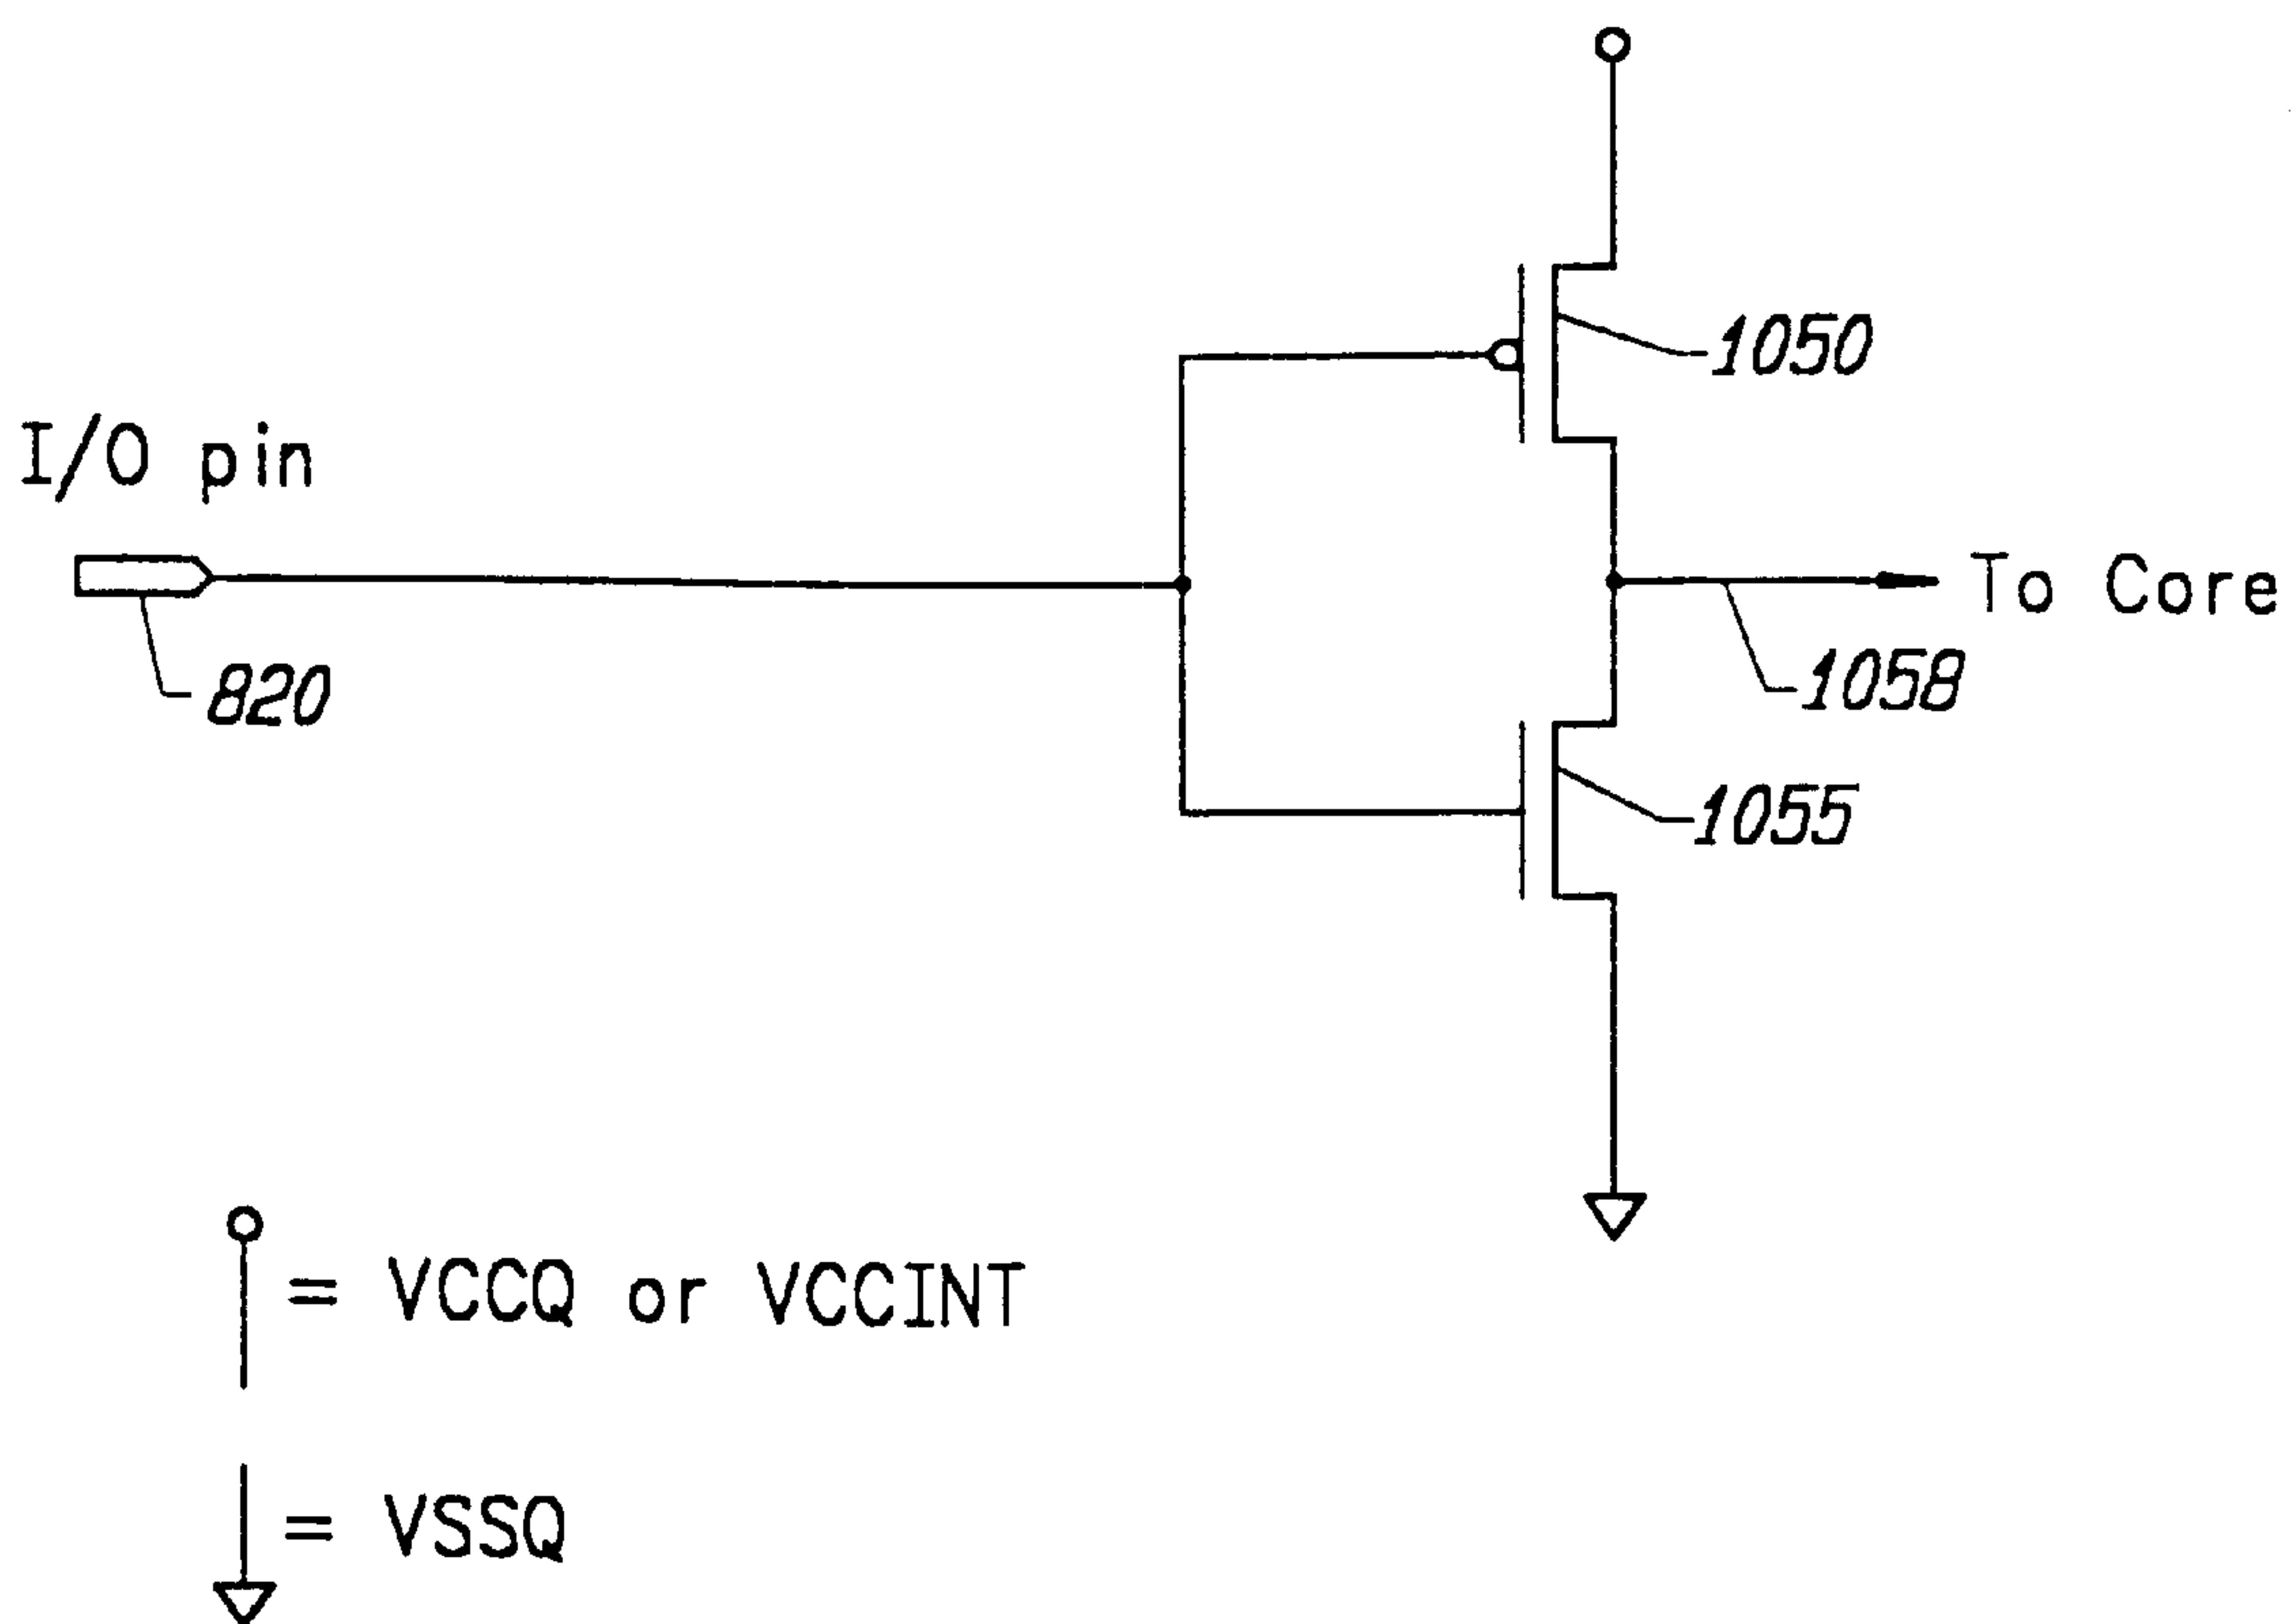 1050
I/O pin
To Core
820
1058
1055
= VCCQ or VCCINT
= VSSQ